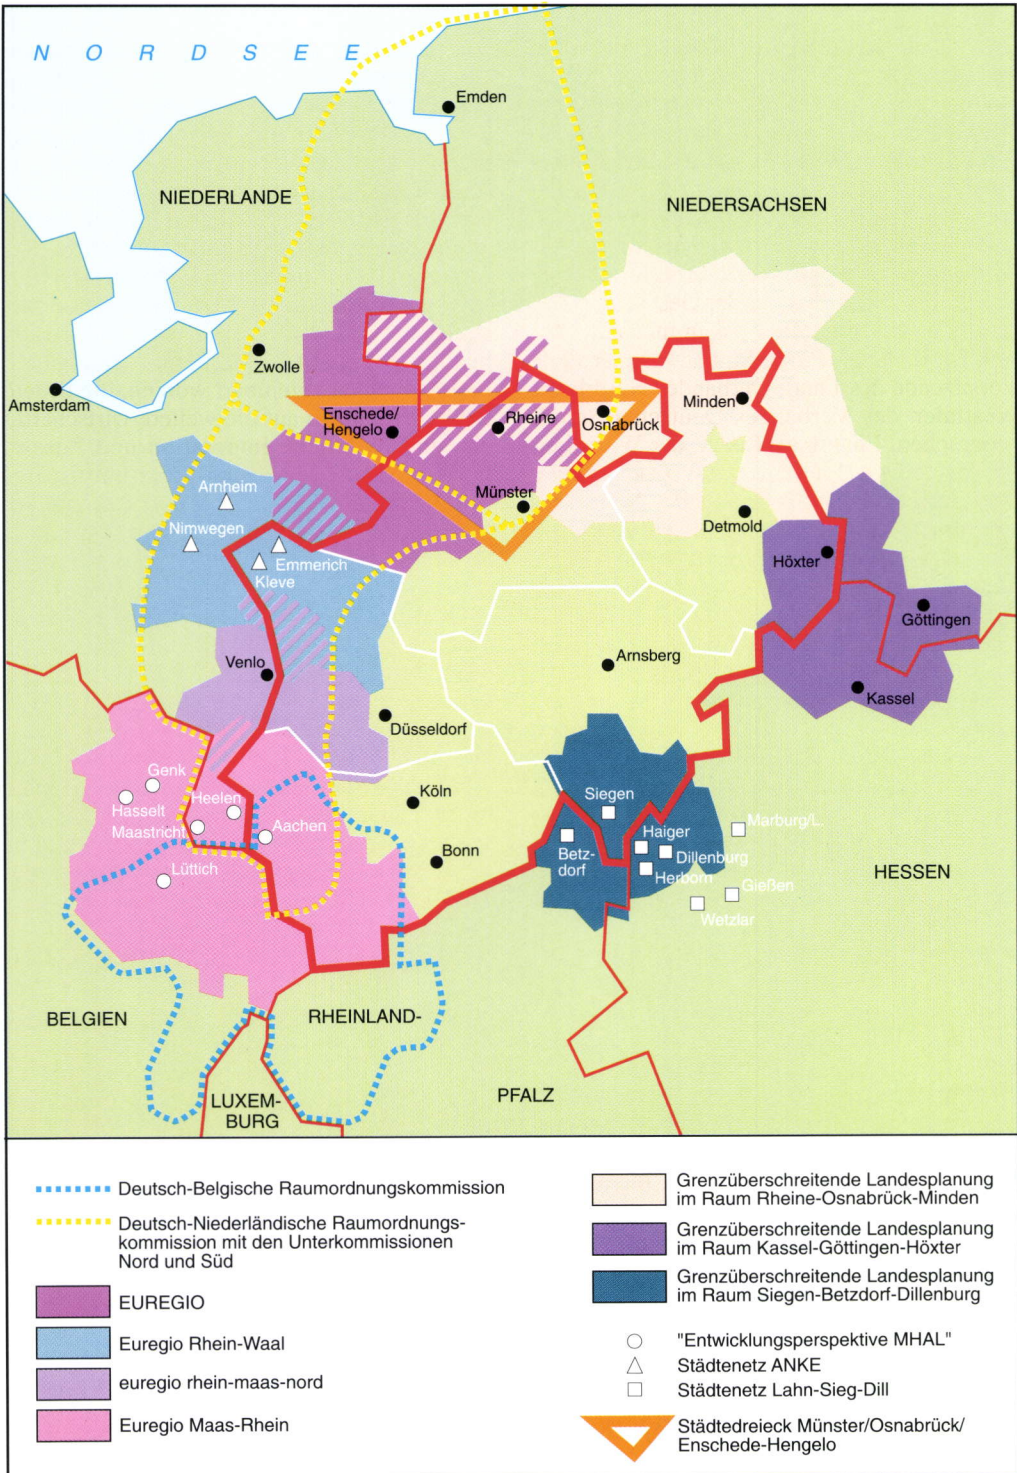 NORDSEE
Emden
NIEDERLANDE
NIEDERSACHSEN
Zwolle
Amsterdam
Enschede/
Hengelo
Rheine
Osnabrück
Minden
Arnheim
Münster
Detmold
Nimwegen
Emmerich
Kleve
Höxter
Göttingen
Venlo
Arnsberg
Kassel
Düsseldorf
Genk
Hasselt
Heelen
Maastricht
Aachen
Köln
Siegen
Marburg/L.
Haiger
Betz-
dorf
Dillenburg
Herborn
Bonn
Lüttich
Gießen
Wetzlar
HESSEN
BELGIEN
RHEINLAND-
PFALZ
LUXEM-
BURG
Deutsch-Belgische Raumordnungskommission
Deutsch-Niederländische Raumordnungs-
kommission mit den Unterkommissionen
Nord und Süd
EUREGIO
Euregio Rhein-Waal
euregio rhein-maas-nord
Euregio Maas-Rhein
Grenzüberschreitende Landesplanung
im Raum Rheine-Osnabrück-Minden
Grenzüberschreitende Landesplanung
im Raum Kassel-Göttingen-Höxter
Grenzüberschreitende Landesplanung
im Raum Siegen-Betzdorf-Dillenburg
"Entwicklungsperspektive MHAL"
Städtenetz ANKE
Städtenetz Lahn-Sieg-Dill
Städtedreieck Münster/Osnabrück/
Enschede-Hengelo